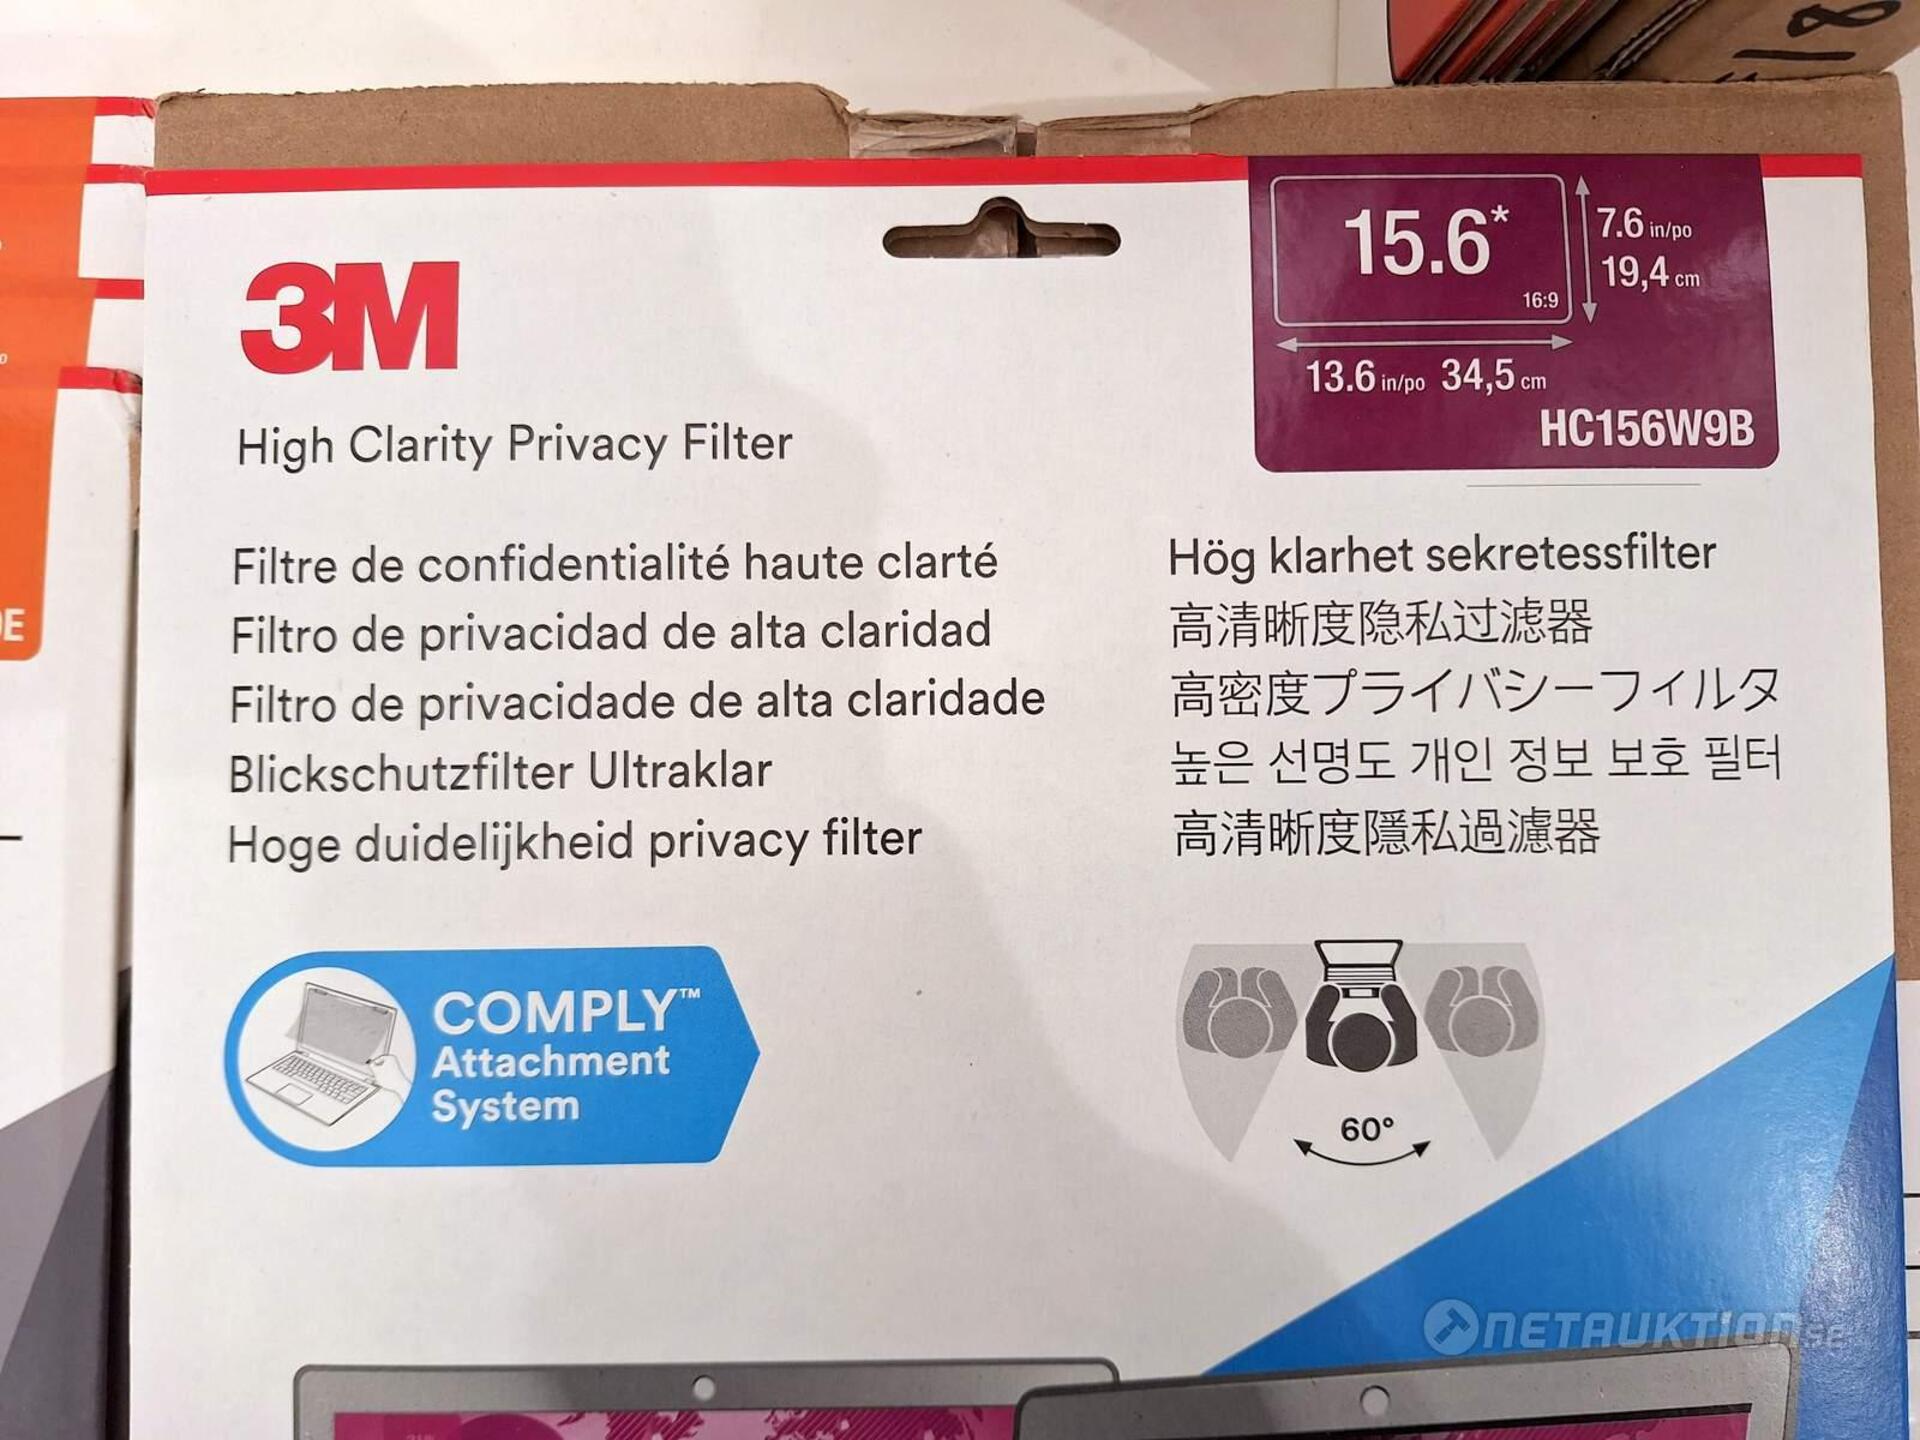 18
3M
15.6*
16:9
7.6 in/po
19,4 cm
13.6 in/po 34,5 cm
HC156W9B
High Clarity Privacy Filter
Filtre de confidentialité haute clarté
Filtro de privacidad de alta claridad
Filtro de privacidade de alta claridade
Blickschutzfilter Ultraklar
Hoge duidelijkheid privacy filter
Hög klarhet sekretessfilter
高清晰度隐私过滤器
高密度プライバシーフィルタ
높은 선명도 개인 정보 보호 필터
高清晰度隱私過濾器
COMPLY™
Attachment
System
60°
NETAUKTION.SE